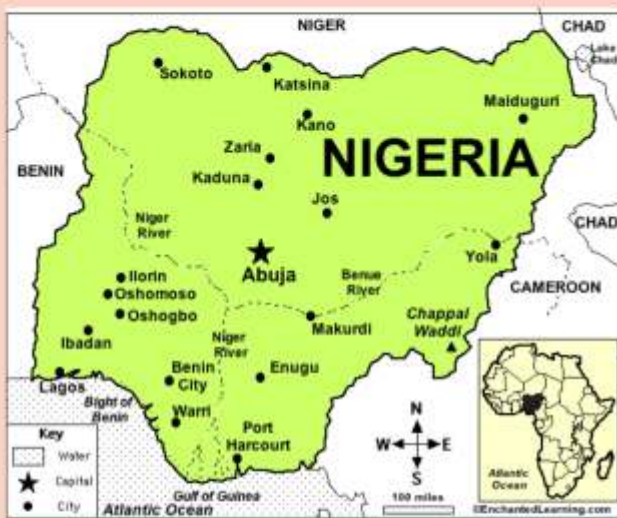 NIGER
CHAD
Lake
Chad
Sokoto
Katsina
Maiduguri
Kano
NIGERIA
Zaria
BENIN
Kaduna
Jos
Niger
River
CHAD
Yola
Abuja
Benue
River
Ilorin
CAMEROON
Oshomoso
Oshogbo
Makurdi
Chappal
Waddi
Niger
River
Ibadan
Benin
City
Enugu
Lagos
Bight of
Benin
Warri
Port
Harcourt
N
W E
S
Key
Water
Capital
City
Gulf of Guinea
Atlantic Ocean
100 miles
Atlantic
Ocean
©EnchantedLearning.com